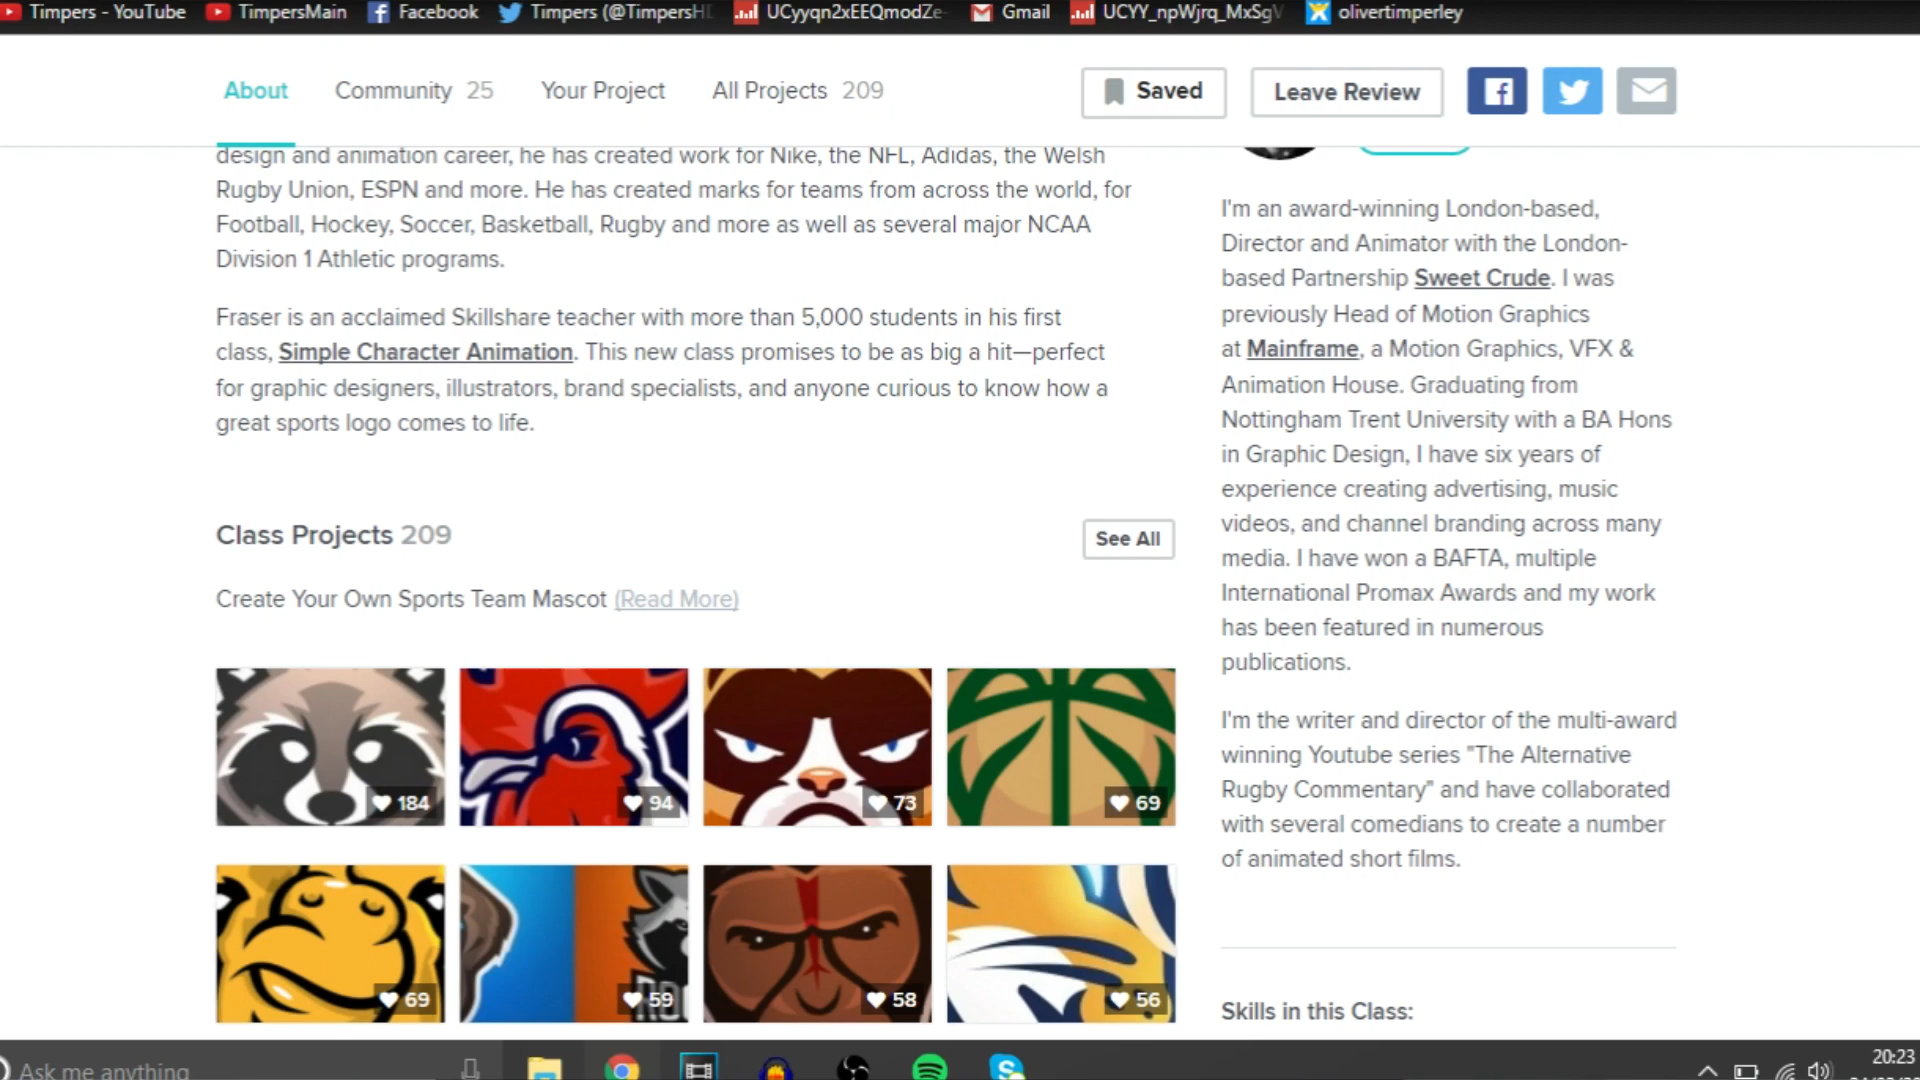 Timpers - YouTube TimpersMain Facebook Timpers (@TimpersH UCyyqn2xEEQmodZe- Gmail UCYY_npWjrq_MxSgV olivertimperley
About Community 25 Your Project All Projects 209 Saved Leave Review
design and animation career, he has created work for Nike, the NFL, Adidas, the Welsh
Rugby Union, ESPN and more. He has created marks for teams from across the world, for
Football, Hockey, Soccer, Basketball, Rugby and more as well as several major NCAA
Division 1 Athletic programs.
Fraser is an acclaimed Skillshare teacher with more than 5,000 students in his first
class, Simple Character Animation. This new class promises to be as big a hit—perfect
for graphic designers, illustrators, brand specialists, and anyone curious to know how a
great sports logo comes to life.
Class Projects 209
See All
Create Your Own Sports Team Mascot (Read More)
184 94 73 69
69 59 58 56
I'm an award-winning London-based,
Director and Animator with the London-
based Partnership Sweet Crude. I was
previously Head of Motion Graphics
at Mainframe, a Motion Graphics, VFX &
Animation House. Graduating from
Nottingham Trent University with a BA Hons
in Graphic Design, I have six years of
experience creating advertising, music
videos, and channel branding across many
media. I have won a BAFTA, multiple
International Promax Awards and my work
has been featured in numerous
publications.
I'm the writer and director of the multi-award
winning Youtube series "The Alternative
Rugby Commentary" and have collaborated
with several comedians to create a number
of animated short films.
Skills in this Class:
Ask me anything
20:23